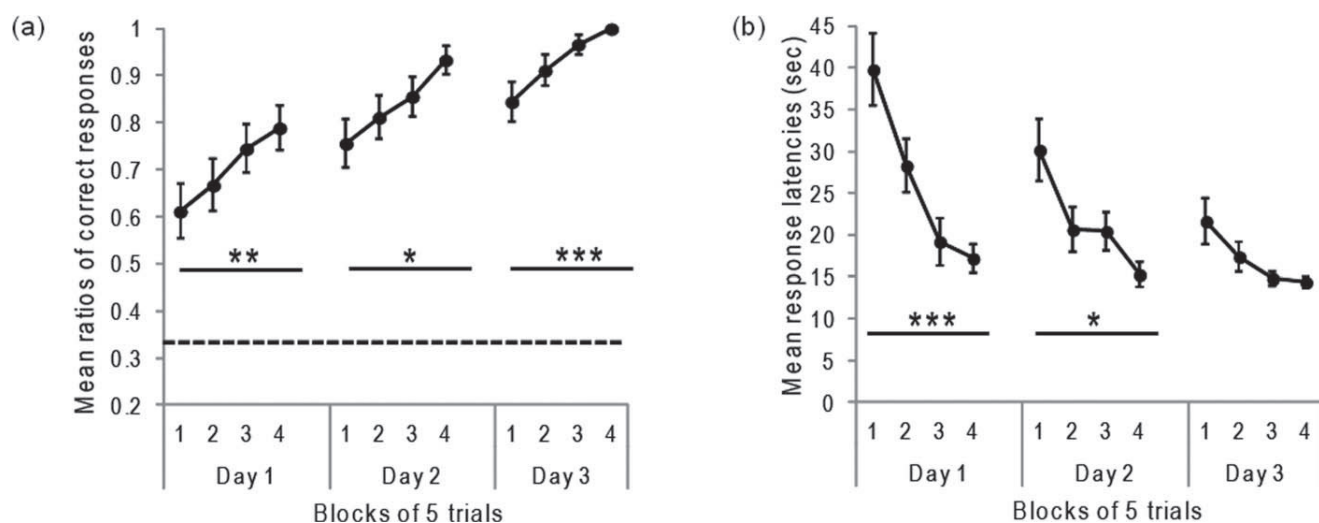 (a)
Mean ratios of correct responses
1
0.9
0.8
0.7
0.6
0.5
0.4
0.3
0.2
** * ***
1 2 3 4 1 2 3 4 1 2 3 4
Day 1 Day 2 Day 3
Blocks of 5 trials
(b)
Mean response latencies (sec)
45
40
35
30
25
20
15
10
5
0
*** *
1 2 3 4 1 2 3 4 1 2 3 4
Day 1 Day 2 Day 3
Blocks of 5 trials